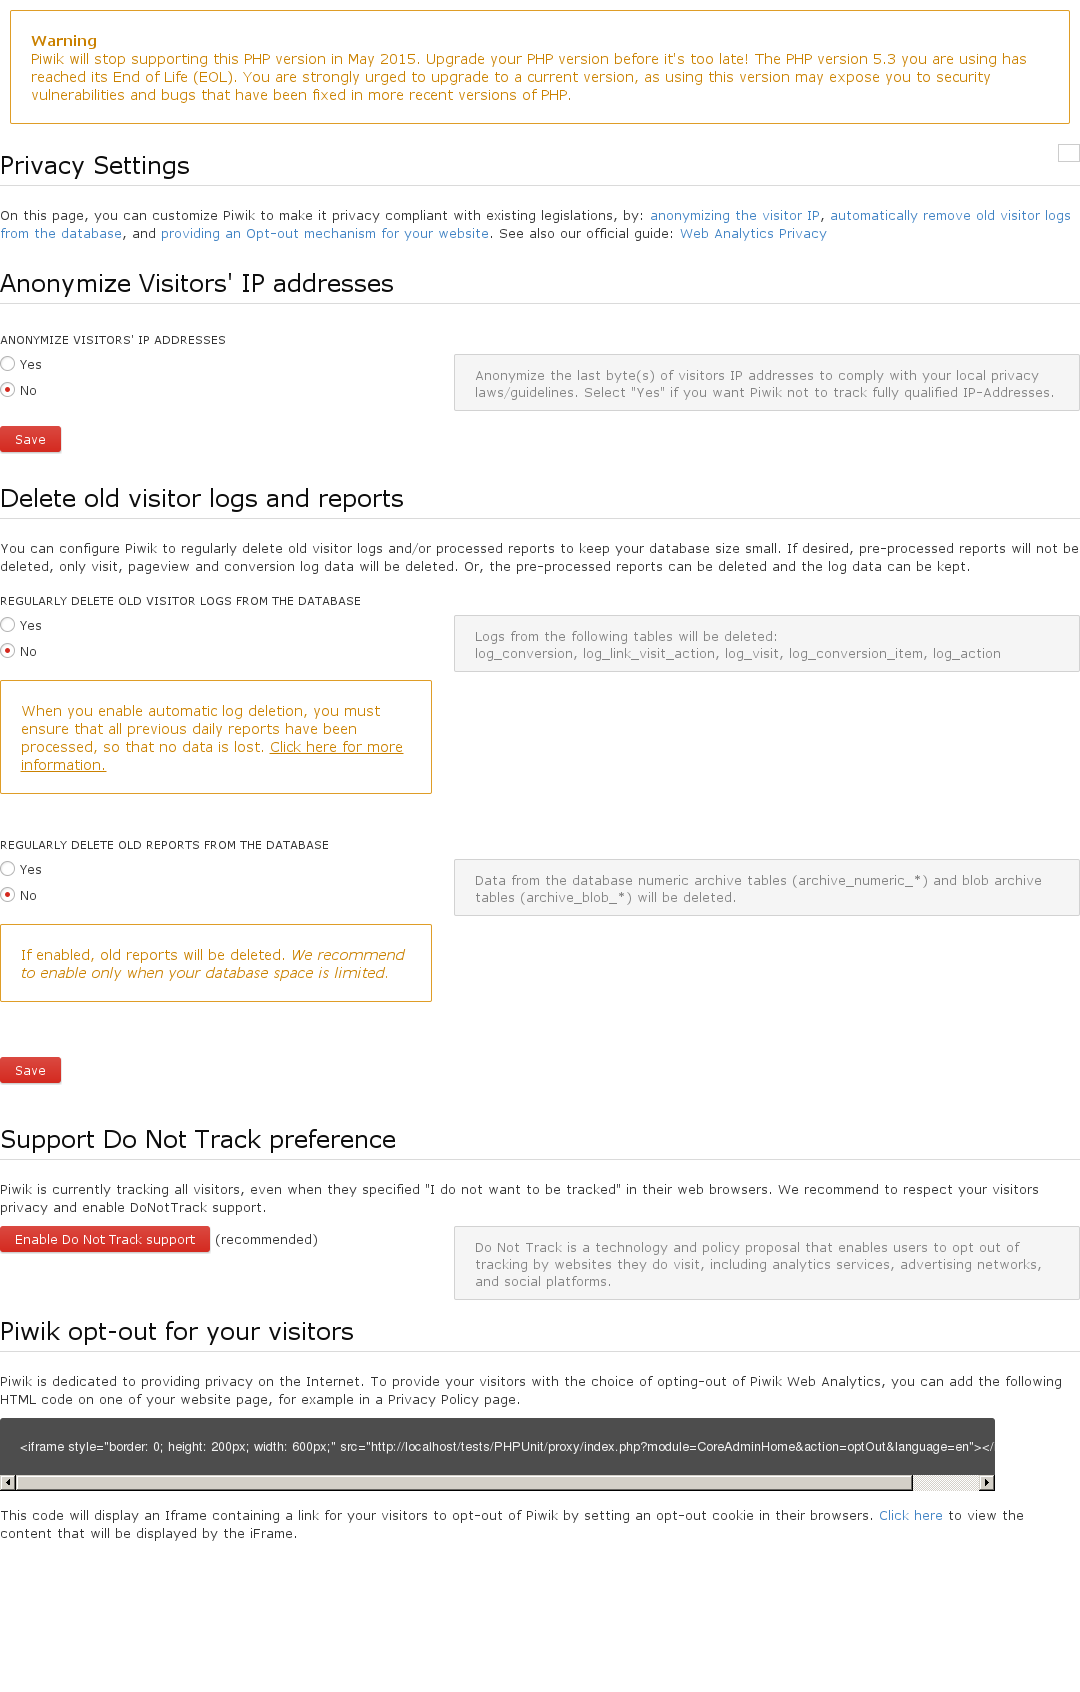 Warning
Piwik will stop supporting this PHP version in May 2015. Upgrade your PHP version before it's too late! The PHP version 5.3 you are using has
reached its End of Life (EOL). You are strongly urged to upgrade to a current version, as using this version may expose you to security
vulnerabilities and bugs that have been fixed in more recent versions of PHP.
Privacy Settings
On this page, you can customize Piwik to make it privacy compliant with existing legislations, by: anonymizing the visitor IP, automatically remove old visitor logs
from the database, and providing an Opt-out mechanism for your website. See also our official guide: Web Analytics Privacy
Anonymize Visitors' IP addresses
ANONYMIZE VISITORS' IP ADDRESSES
Yes
No
Anonymize the last byte(s) of visitors IP addresses to comply with your local privacy
laws/guidelines. Select "Yes" if you want Piwik not to track fully qualified IP-Addresses.
Save
Delete old visitor logs and reports
You can configure Piwik to regularly delete old visitor logs and/or processed reports to keep your database size small. If desired, pre-processed reports will not be
deleted, only visit, pageview and conversion log data will be deleted. Or, the pre-processed reports can be deleted and the log data can be kept.
REGULARLY DELETE OLD VISITOR LOGS FROM THE DATABASE
Yes
No
Logs from the following tables will be deleted:
log_conversion, log_link_visit_action, log_visit, log_conversion_item, log_action
When you enable automatic log deletion, you must
ensure that all previous daily reports have been
processed, so that no data is lost. Click here for more
information.
REGULARLY DELETE OLD REPORTS FROM THE DATABASE
Yes
No
Data from the database numeric archive tables (archive_numeric_*) and blob archive
tables (archive_blob_*) will be deleted.
If enabled, old reports will be deleted. We recommend
to enable only when your database space is limited.
Save
Support Do Not Track preference
Piwik is currently tracking all visitors, even when they specified "I do not want to be tracked" in their web browsers. We recommend to respect your visitors
privacy and enable DoNotTrack support.
Enable Do Not Track support (recommended)
Do Not Track is a technology and policy proposal that enables users to opt out of
tracking by websites they do visit, including analytics services, advertising networks,
and social platforms.
Piwik opt-out for your visitors
Piwik is dedicated to providing privacy on the Internet. To provide your visitors with the choice of opting-out of Piwik Web Analytics, you can add the following
HTML code on one of your website page, for example in a Privacy Policy page.
<iframe style="border: 0; height: 200px; width: 600px;" src="http://localhost/tests/PHPUnit/proxy/index.php?module=CoreAdminHome&action=optOut&language=en"></
This code will display an Iframe containing a link for your visitors to opt-out of Piwik by setting an opt-out cookie in their browsers. Click here to view the
content that will be displayed by the iFrame.